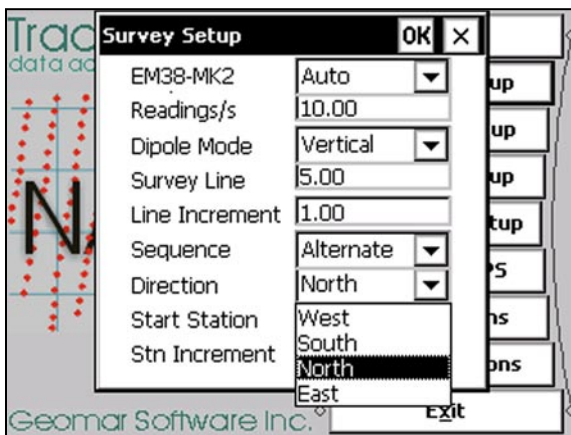 Trac
data ac
Survey Setup OK ×
EM38-MK2 Auto
Readings/s 10.00
Dipole Mode Vertical
Survey Line 5.00
Line Increment 1.00
Sequence Alternate
Direction North
Start Station
Stn Increment
West
South
North
East
up
up
up
tup
PS
ns
ons
Exit
Geomar Software Inc.